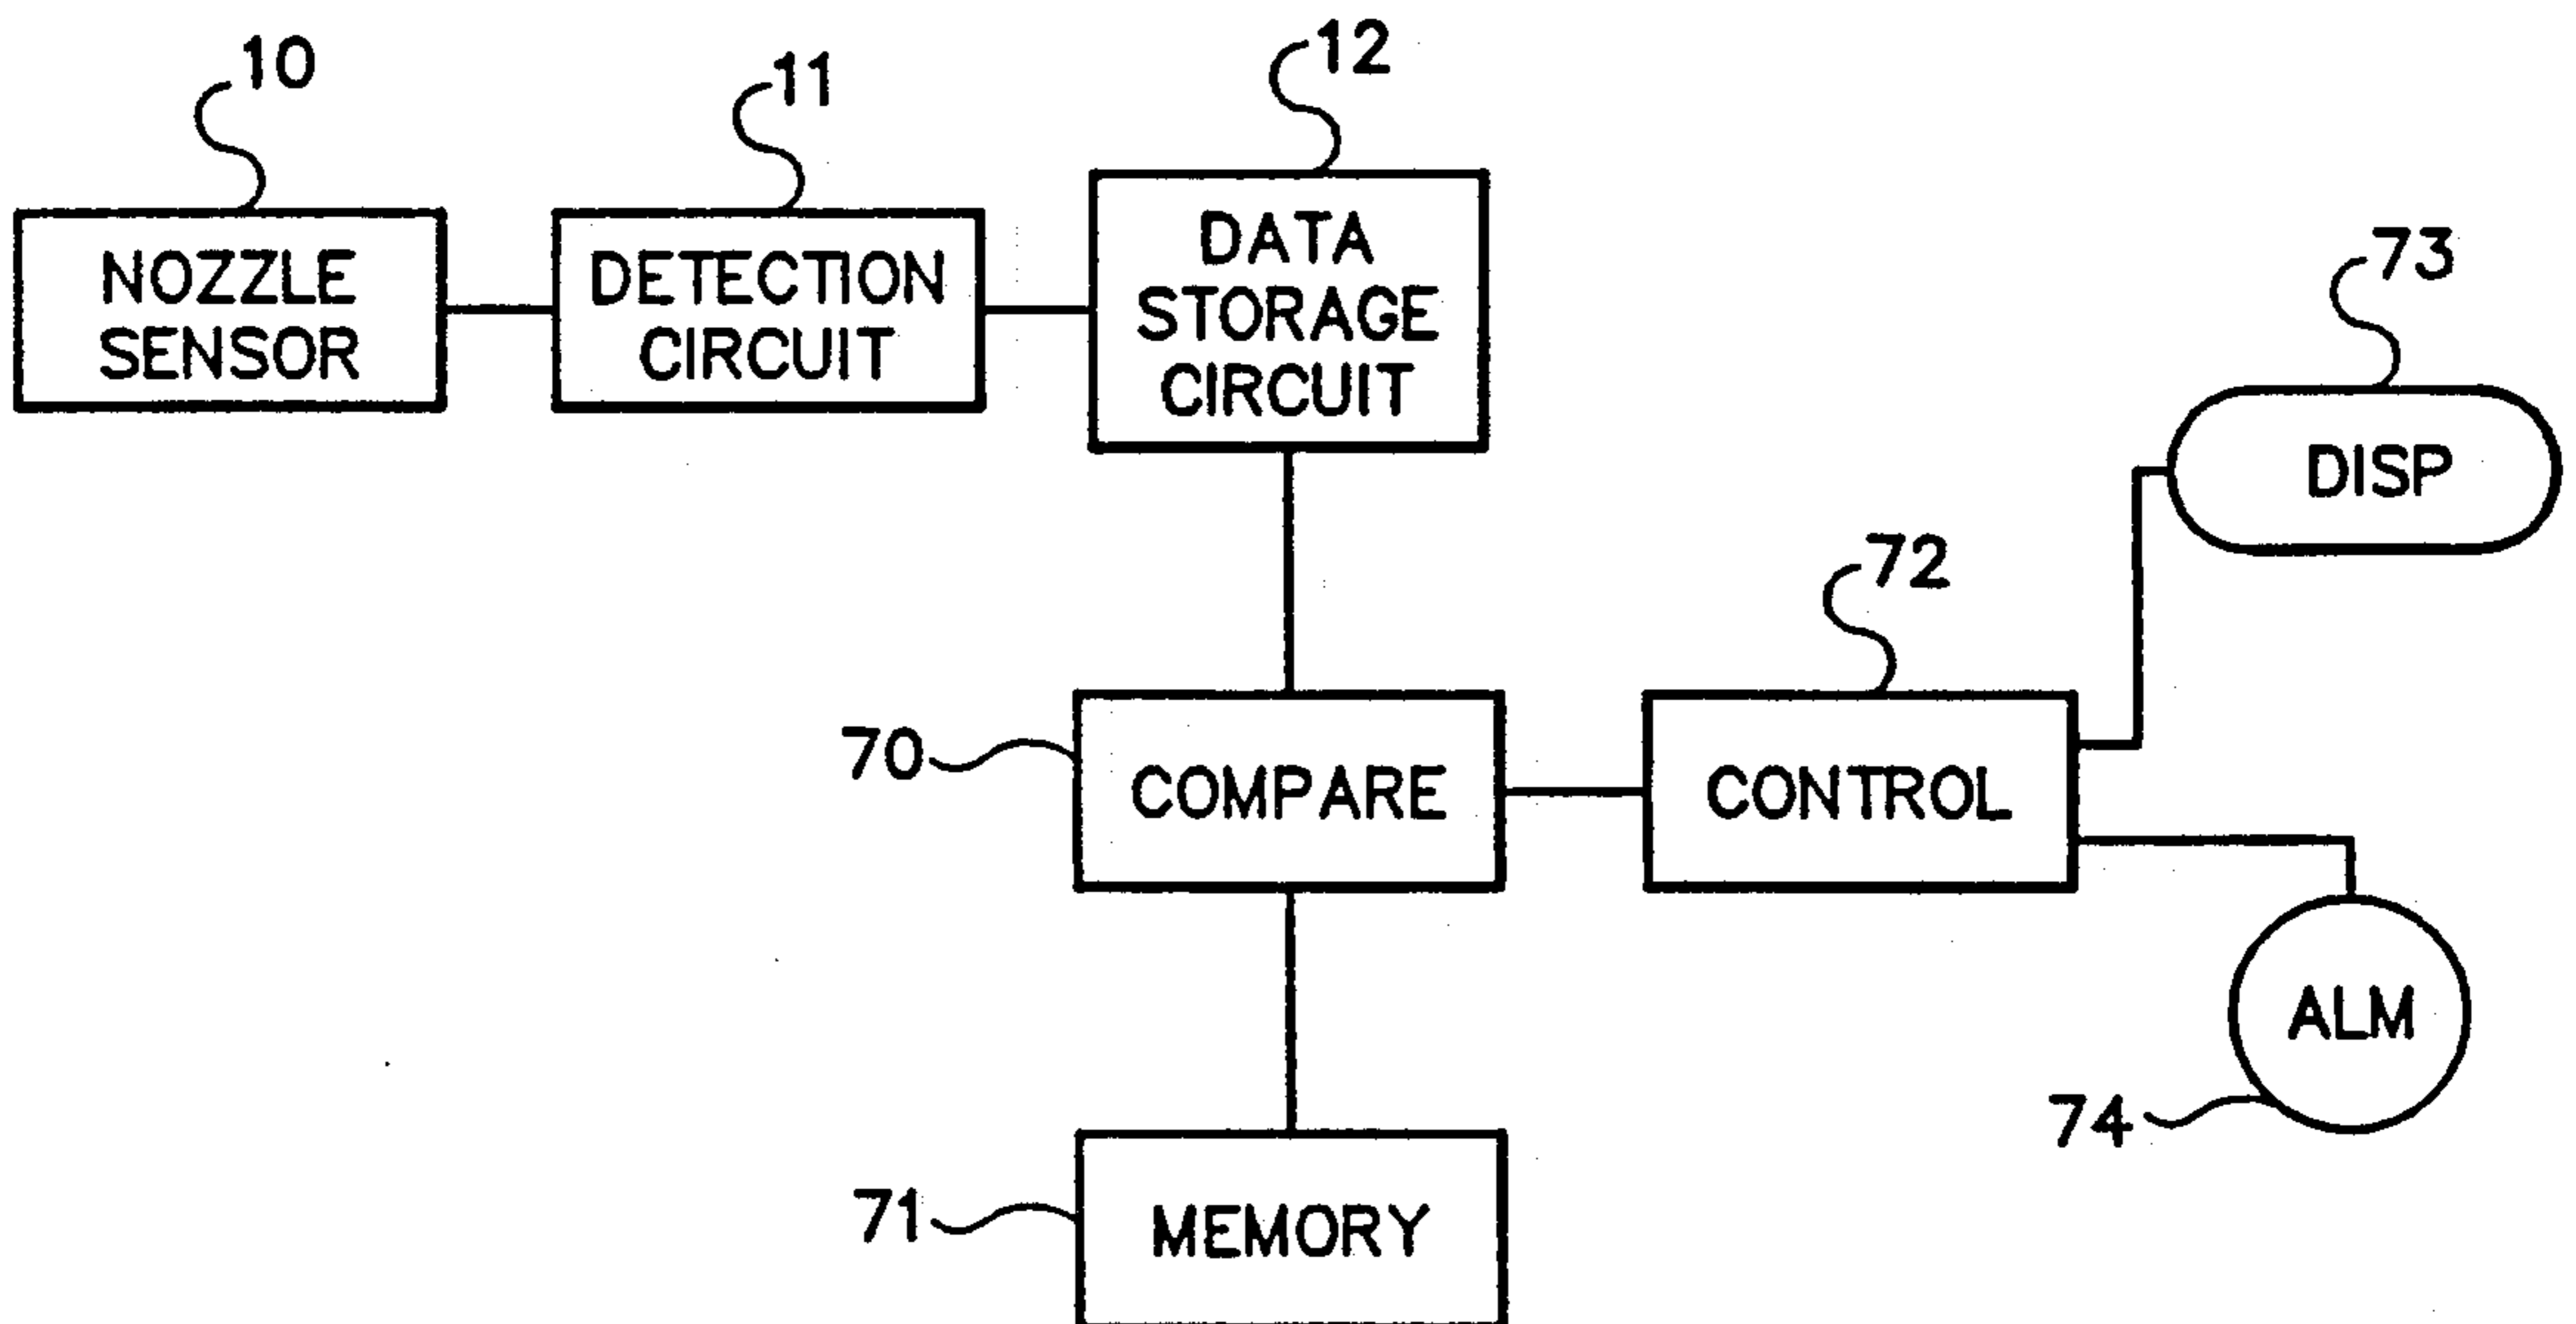 10
11
12
NOZZLE
SENSOR
DETECTION
CIRCUIT
DATA
STORAGE
CIRCUIT
73
DISP
72
70
COMPARE
CONTROL
ALM
74
71
MEMORY